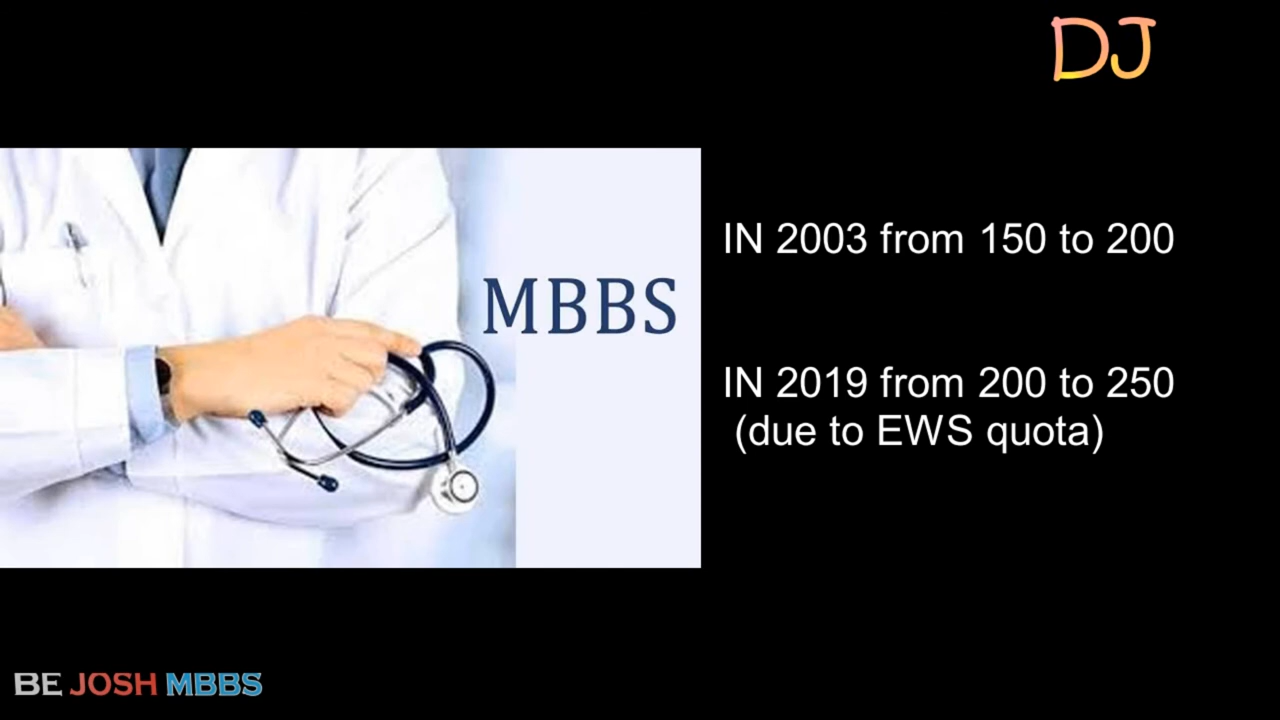 DJ
MBBS
IN 2003 from 150 to 200
IN 2019 from 200 to 250
(due to EWS quota)
BE JOSH MBBS